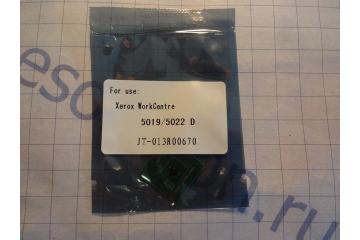 For use:
Xerox WorkCentre
5019/5022 D
JT-013R00670